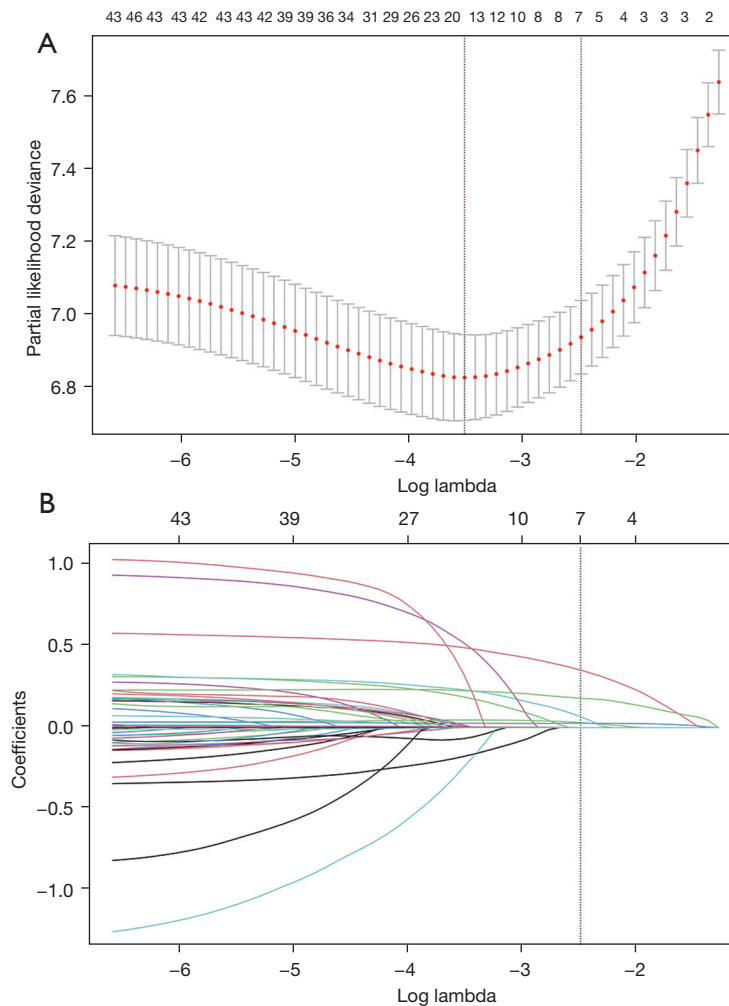 43 46 43 43 42 43 43 42 39 39 36 34 31 29 26 23 20 13 12 10 8 8 7 5 4 3 3 3 2
A
7.6
7.4
7.2
7.0
6.8
Partial likelihood deviance
−6 −5 −4 −3 −2
Log lambda
B
43 39 27 10 7 4
1.0
0.5
0.0
−0.5
−1.0
Coefficients
−6 −5 −4 −3 −2
Log lambda